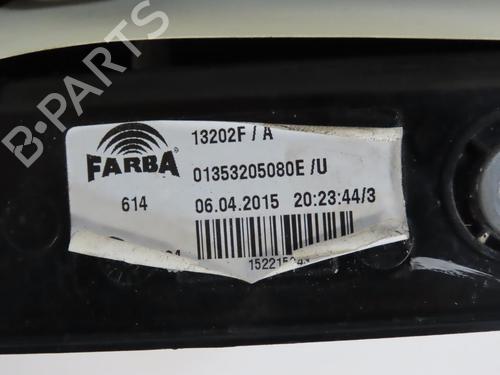 B-PARTS
FARBA
13202F / A
01353205080E /U
614
06.04.2015 20:23:44/3